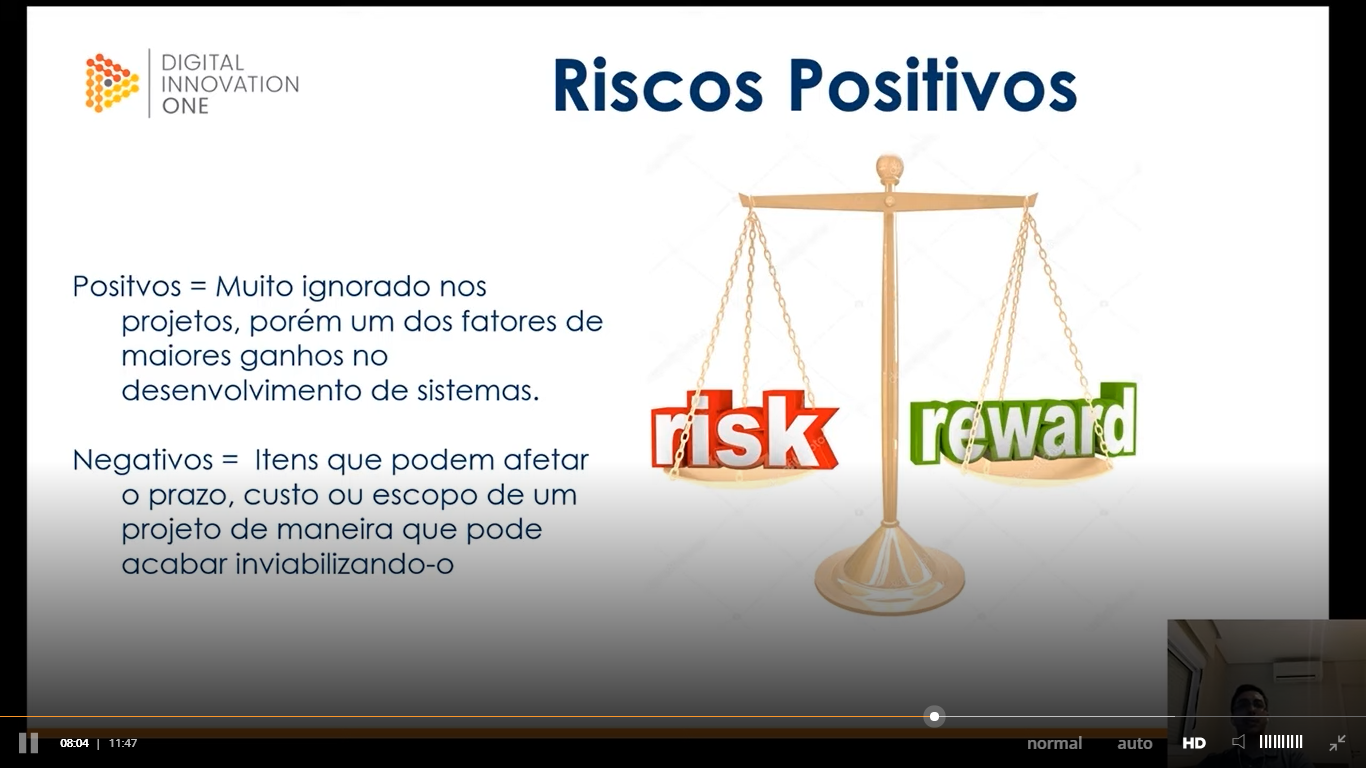 DIGITAL
INNOVATION
ONE
Riscos Positivos
Positvos = Muito ignorado nos
projetos, porém um dos fatores de
maiores ganhos no
desenvolvimento de sistemas.
Negativos = Itens que podem afetar
o prazo, custo ou escopo de um
projeto de maneira que pode
acabar inviabilizando-o
risk
reward
08:04 | 11:47
normal auto HD